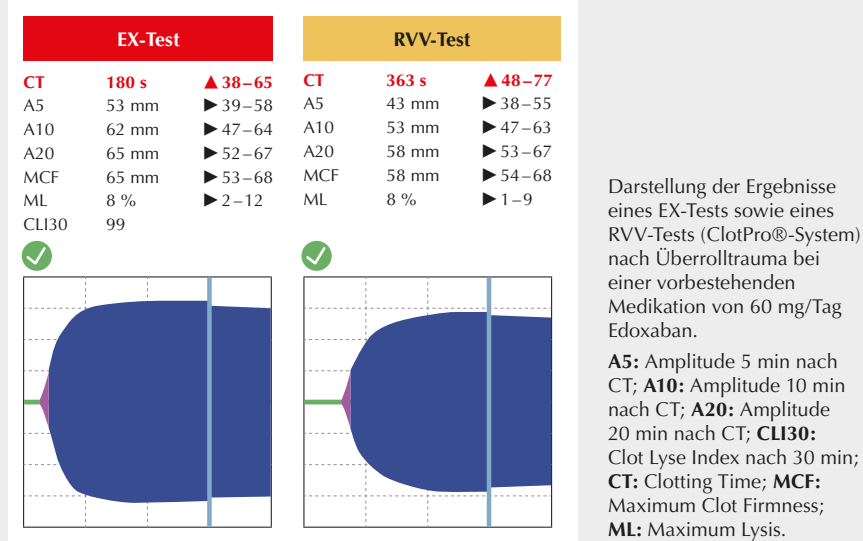 EX-Test
CT 180 s ▲ 38–65
A5 53 mm ► 39–58
A10 62 mm ► 47–64
A20 65 mm ► 52–67
MCF 65 mm ► 53–68
ML 8 % ► 2–12
CLI30 99
RVV-Test
CT 363 s ▲ 48–77
A5 43 mm ► 38–55
A10 53 mm ► 47–63
A20 58 mm ► 53–67
MCF 58 mm ► 54–68
ML 8 % ► 1–9
Darstellung der Ergebnisse
eines EX-Tests sowie eines
RVV-Tests (ClotPro®-System)
nach Überrolltrauma bei
einer vorbestehenden
Medikation von 60 mg/Tag
Edoxaban.
A5: Amplitude 5 min nach
CT; A10: Amplitude 10 min
nach CT; A20: Amplitude
20 min nach CT; CLI30:
Clot Lyse Index nach 30 min;
CT: Clotting Time; MCF:
Maximum Clot Firmness;
ML: Maximum Lysis.